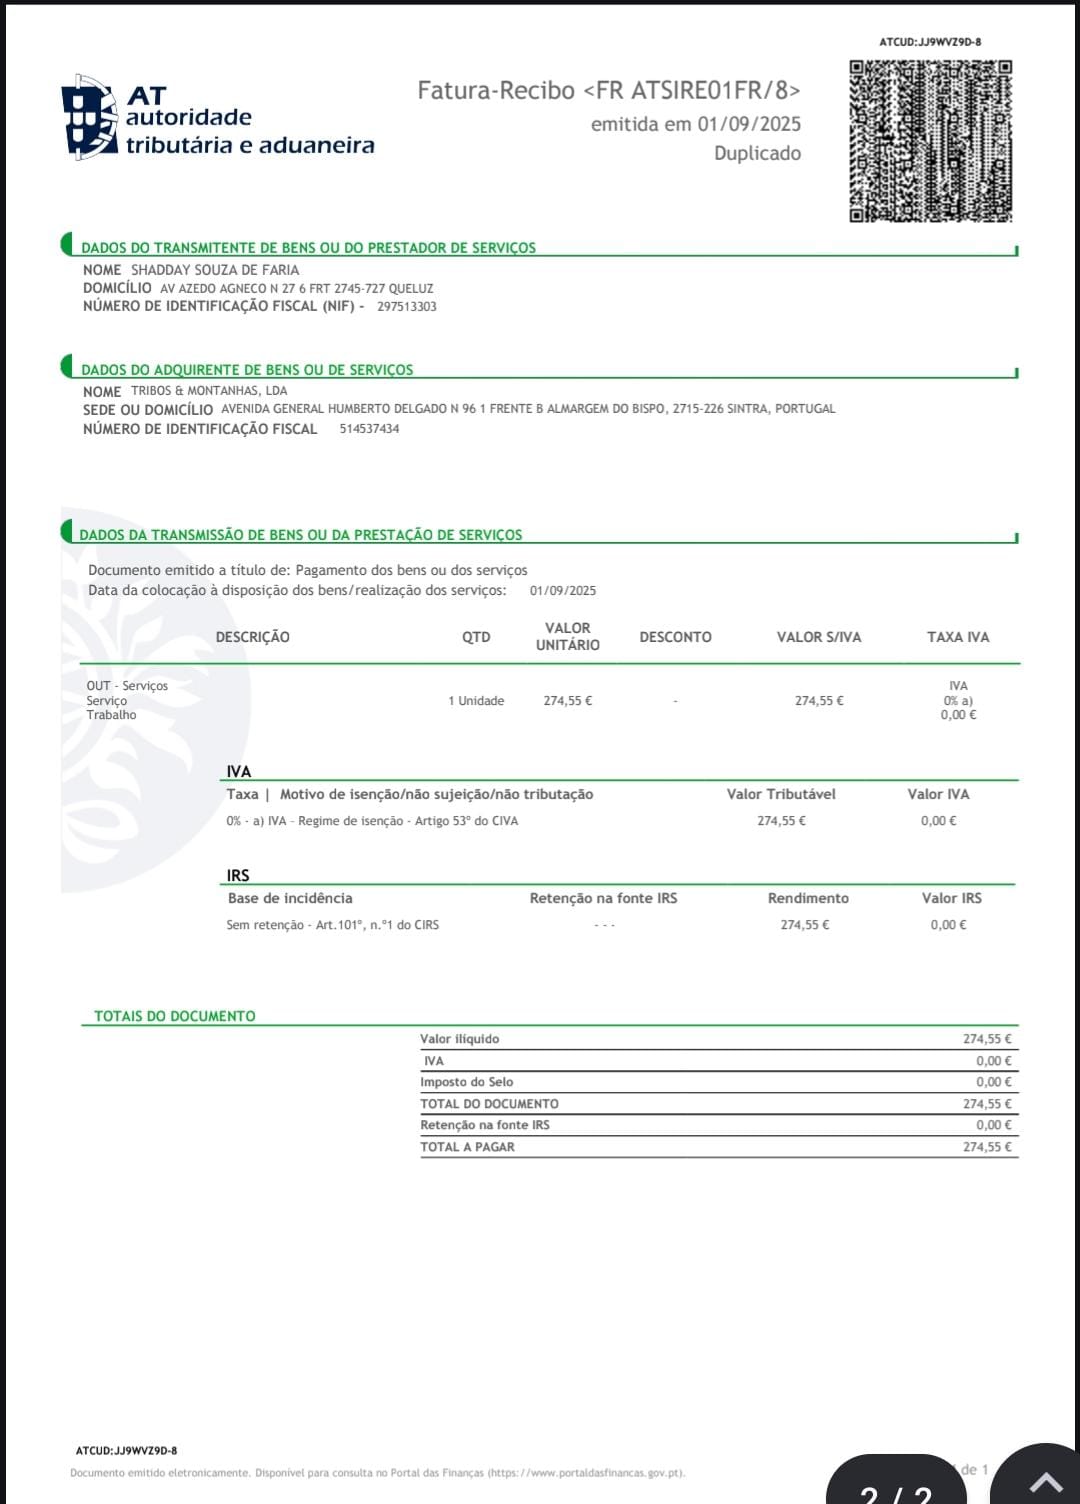 ATCUD:JJ9WVZ9D-8
AT
autoridade
tributária e aduaneira
Fatura-Recibo <FR ATSIRE01FR/8>
emitida em 01/09/2025
Duplicado
DADOS DO TRANSMITENTE DE BENS OU DO PRESTADOR DE SERVIÇOS
NOME SHADDAY SOUZA DE FARIA
DOMICÍLIO AV AZEDO AGNECO N 27 6 FRT 2745-727 QUELUZ
NÚMERO DE IDENTIFICAÇÃO FISCAL (NIF) - 297513303
DADOS DO ADQUIRENTE DE BENS OU DE SERVIÇOS
NOME TRIBOS & MONTANHAS, LDA
SEDE OU DOMICÍLIO AVENIDA GENERAL HUMBERTO DELGADO N 96 1 FRENTE B ALMARGEM DO BISPO, 2715-226 SINTRA, PORTUGAL
NÚMERO DE IDENTIFICAÇÃO FISCAL 514537434
DADOS DA TRANSMISSÃO DE BENS OU DA PRESTAÇÃO DE SERVIÇOS
Documento emitido a título de: Pagamento dos bens ou dos serviços
Data da colocação à disposição dos bens/realização dos serviços: 01/09/2025
DESCRIÇÃO QTD VALOR UNITÁRIO DESCONTO VALOR S/IVA TAXA IVA
OUT - Serviços IVA
Serviço 1 Unidade 274,55 € - 274,55 € 0% a)
Trabalho 0,00 €
IVA
Taxa | Motivo de isenção/não sujeição/não tributação Valor Tributável Valor IVA
0% - a) IVA - Regime de isenção - Artigo 53º do CIVA 274,55 € 0,00 €
IRS
Base de incidência Retenção na fonte IRS Rendimento Valor IRS
Sem retenção - Art.101º, n.º1 do CIRS - - - 274,55 € 0,00 €
TOTAIS DO DOCUMENTO
Valor ilíquido 274,55 €
IVA 0,00 €
Imposto do Selo 0,00 €
TOTAL DO DOCUMENTO 274,55 €
Retenção na fonte IRS 0,00 €
TOTAL A PAGAR 274,55 €
ATCUD:JJ9WVZ9D-8
Documento emitido eletronicamente. Disponível para consulta no Portal das Finanças (https://www.portaldasfinancas.gov.pt).
de 1
2 / 2